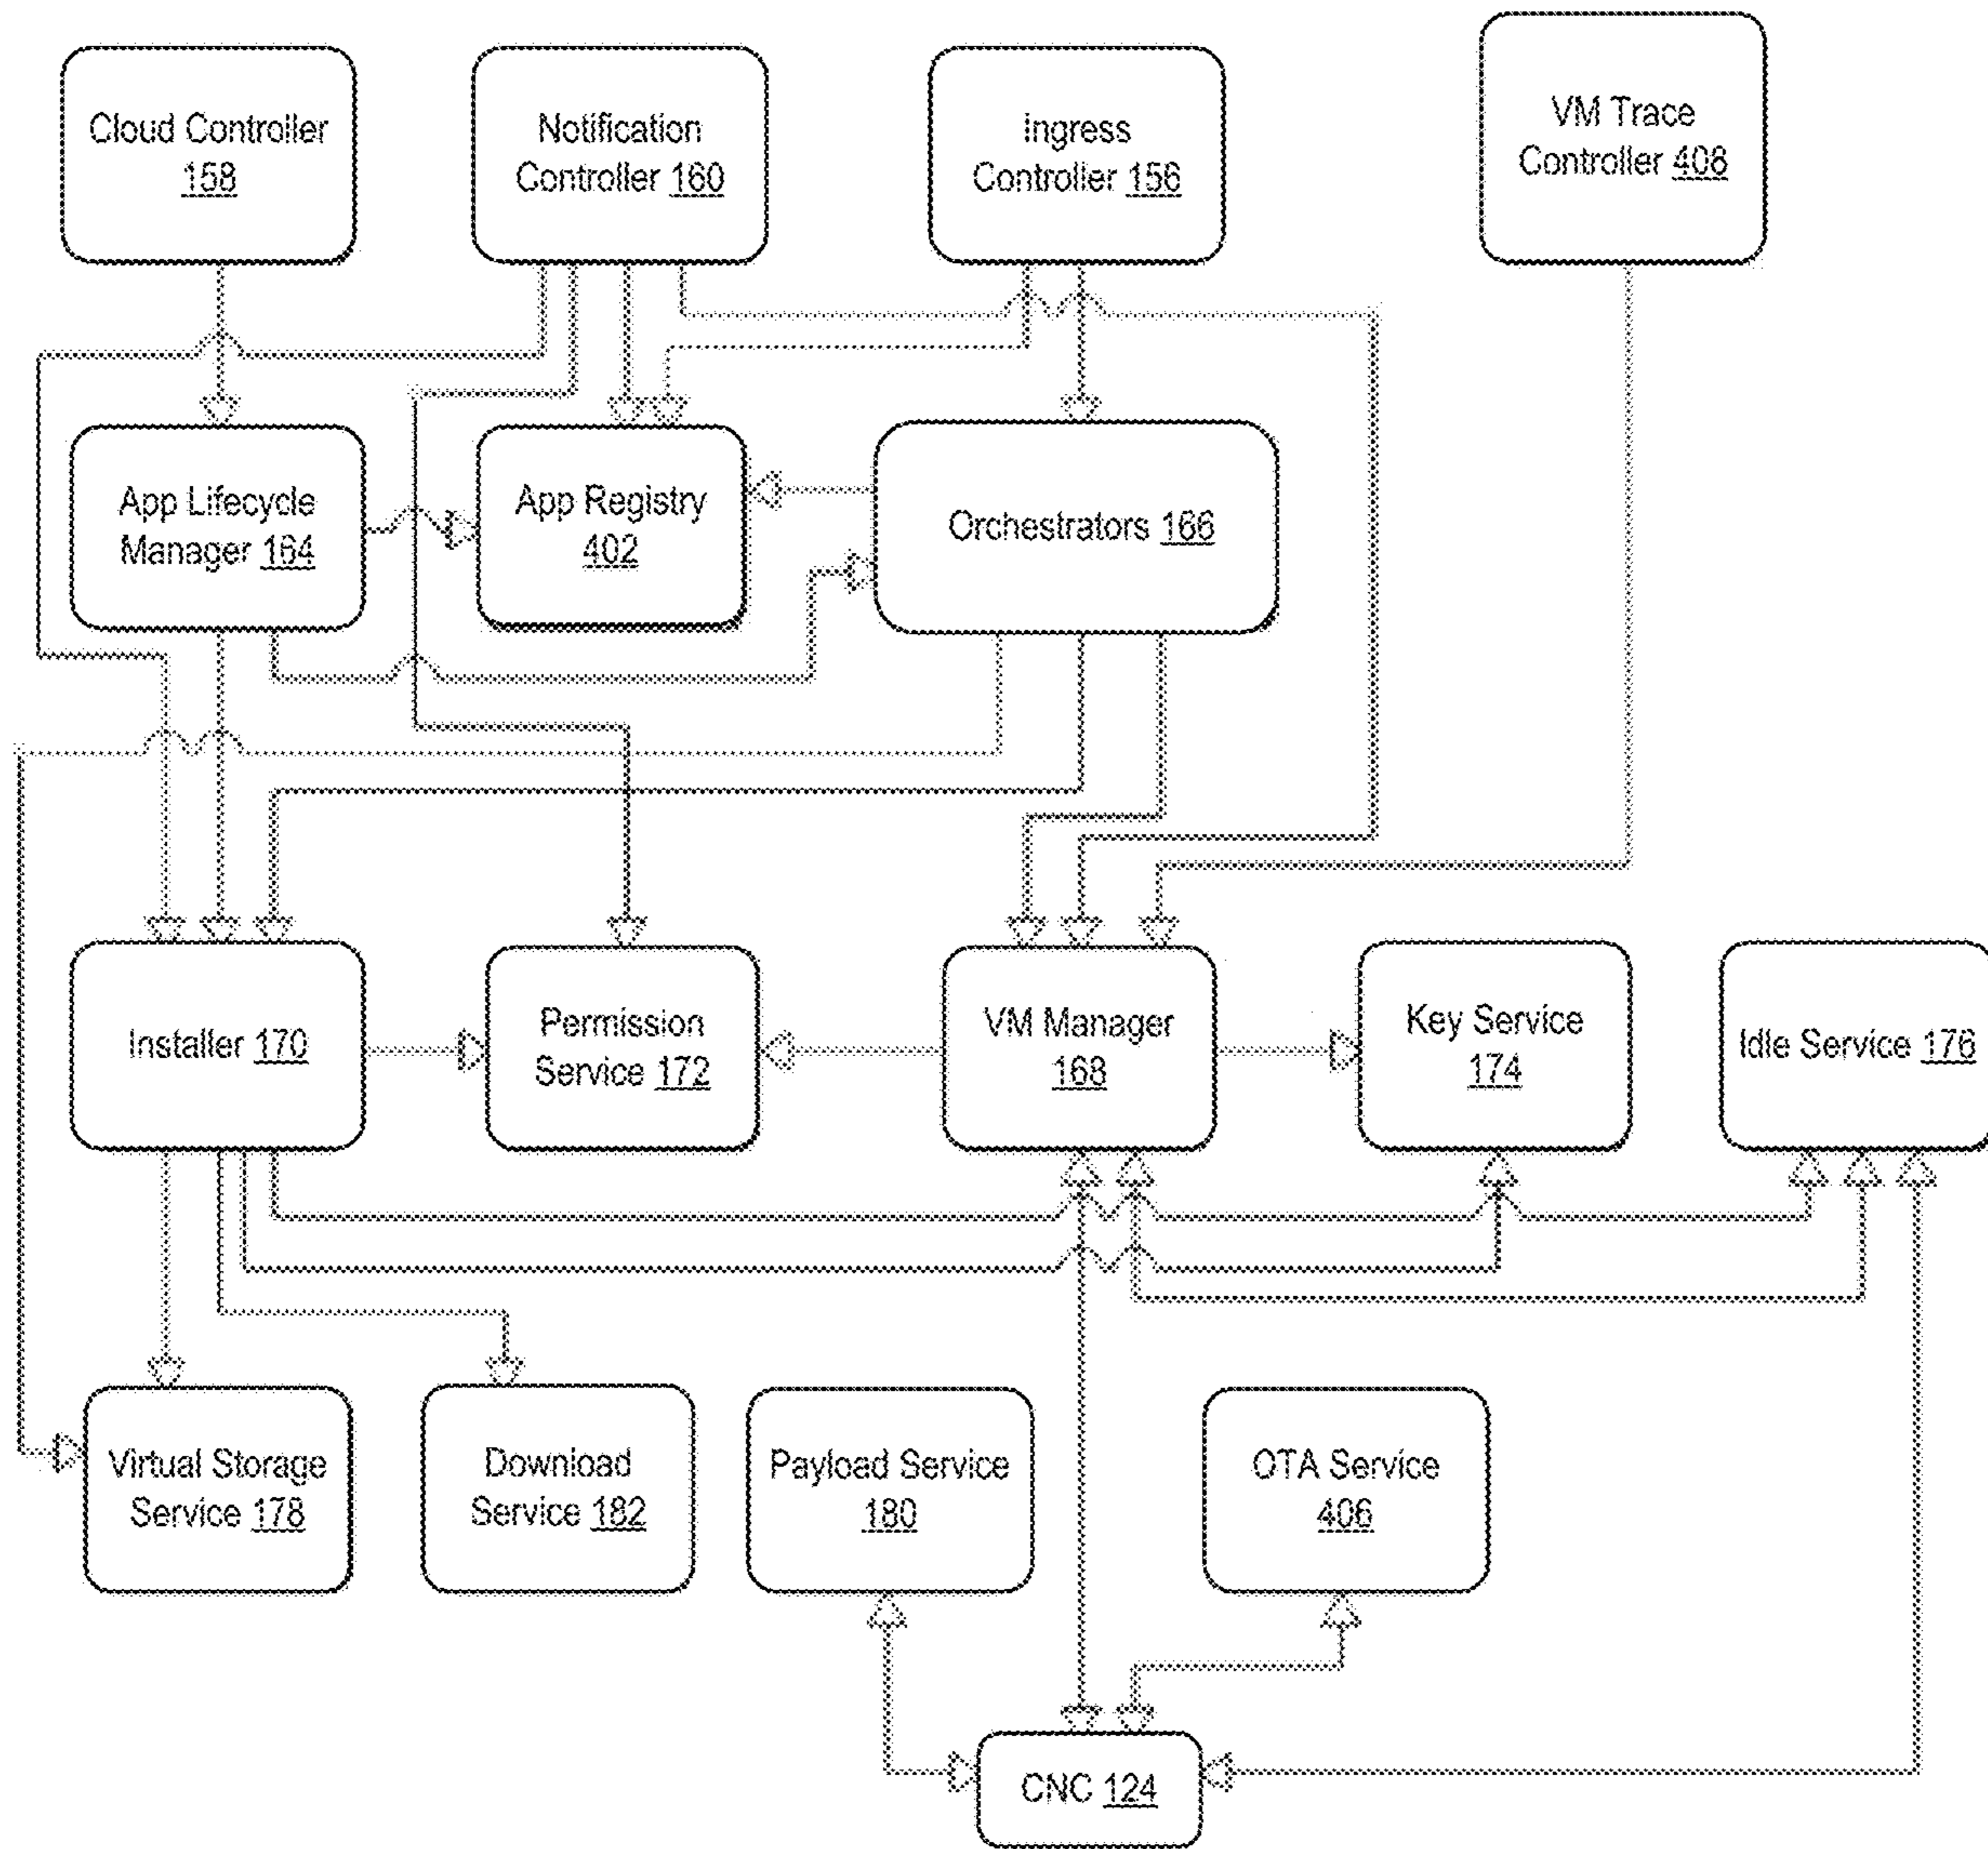 Cloud Controller
158
Notification
Controller 160
Ingress
Controller 156
VM Trace
Controller 408
App Lifecycle
Manager 164
App Registry
402
Orchestrators 166
Installer 170
Permission
Service 172
VM Manager
168
Key Service
174
Idle Service 176
Virtual Storage
Service 178
Download
Service 182
Payload Service
180
OTA Service
406
CNC 124